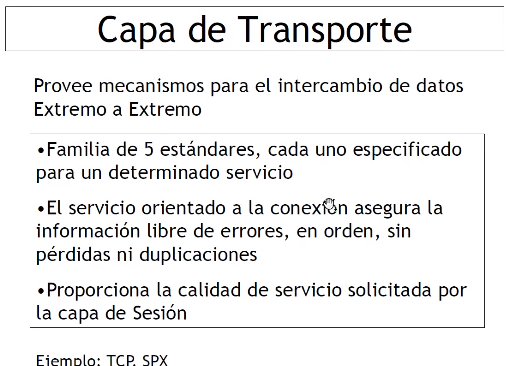 Capa de Transporte
Provee mecanismos para el intercambio de datos
Extremo a Extremo
•Familia de 5 estándares, cada uno especificado
para un determinado servicio
•El servicio orientado a la conexión asegura la
información libre de errores, en orden, sin
pérdidas ni duplicaciones
•Proporciona la calidad de servicio solicitada por
la capa de Sesión
Ejemplo: TCP, SPX